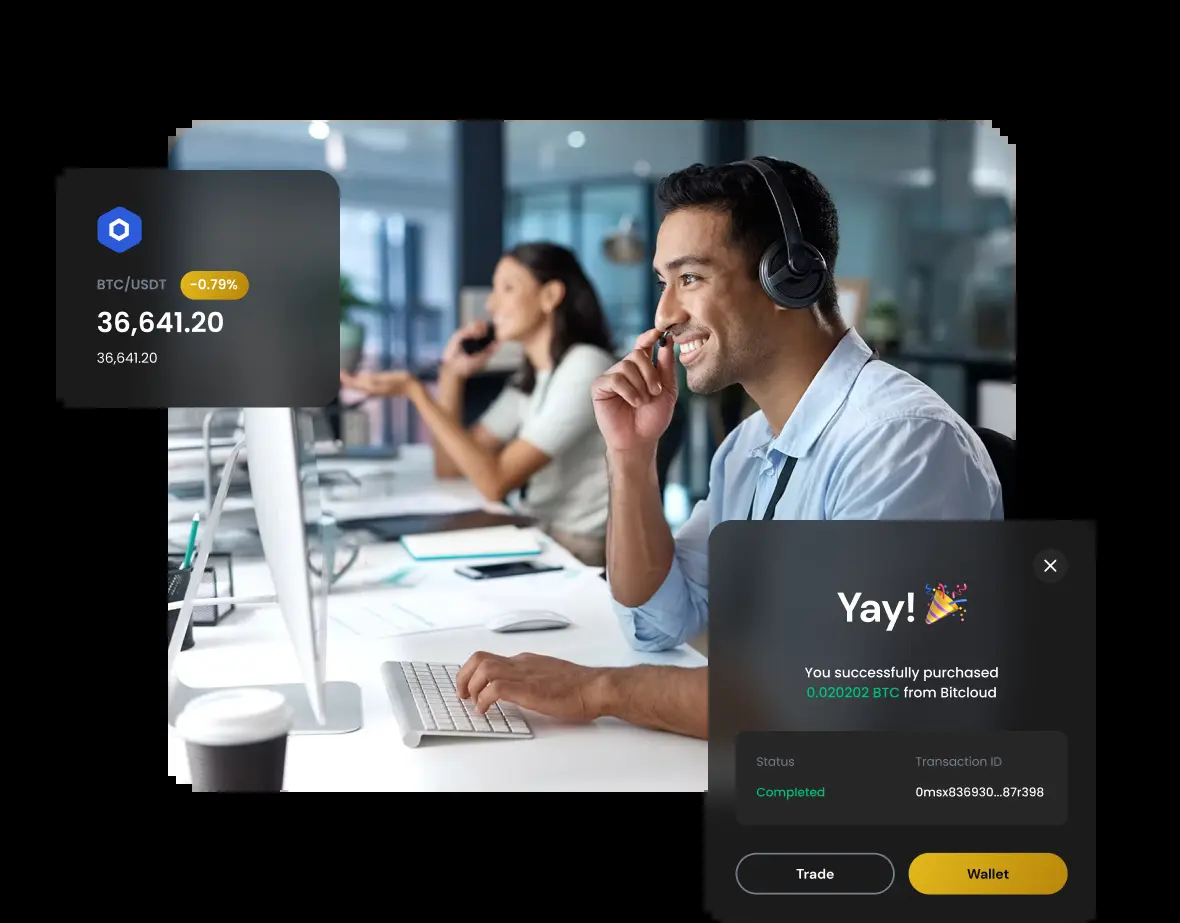 BTC/USDT -0.79%
36,641.20
36,641.20
Yay! 🎉
You successfully purchased
0.020202 BTC from Bitcloud
Status Transaction ID
Completed 0msx836930...87r398
Trade Wallet